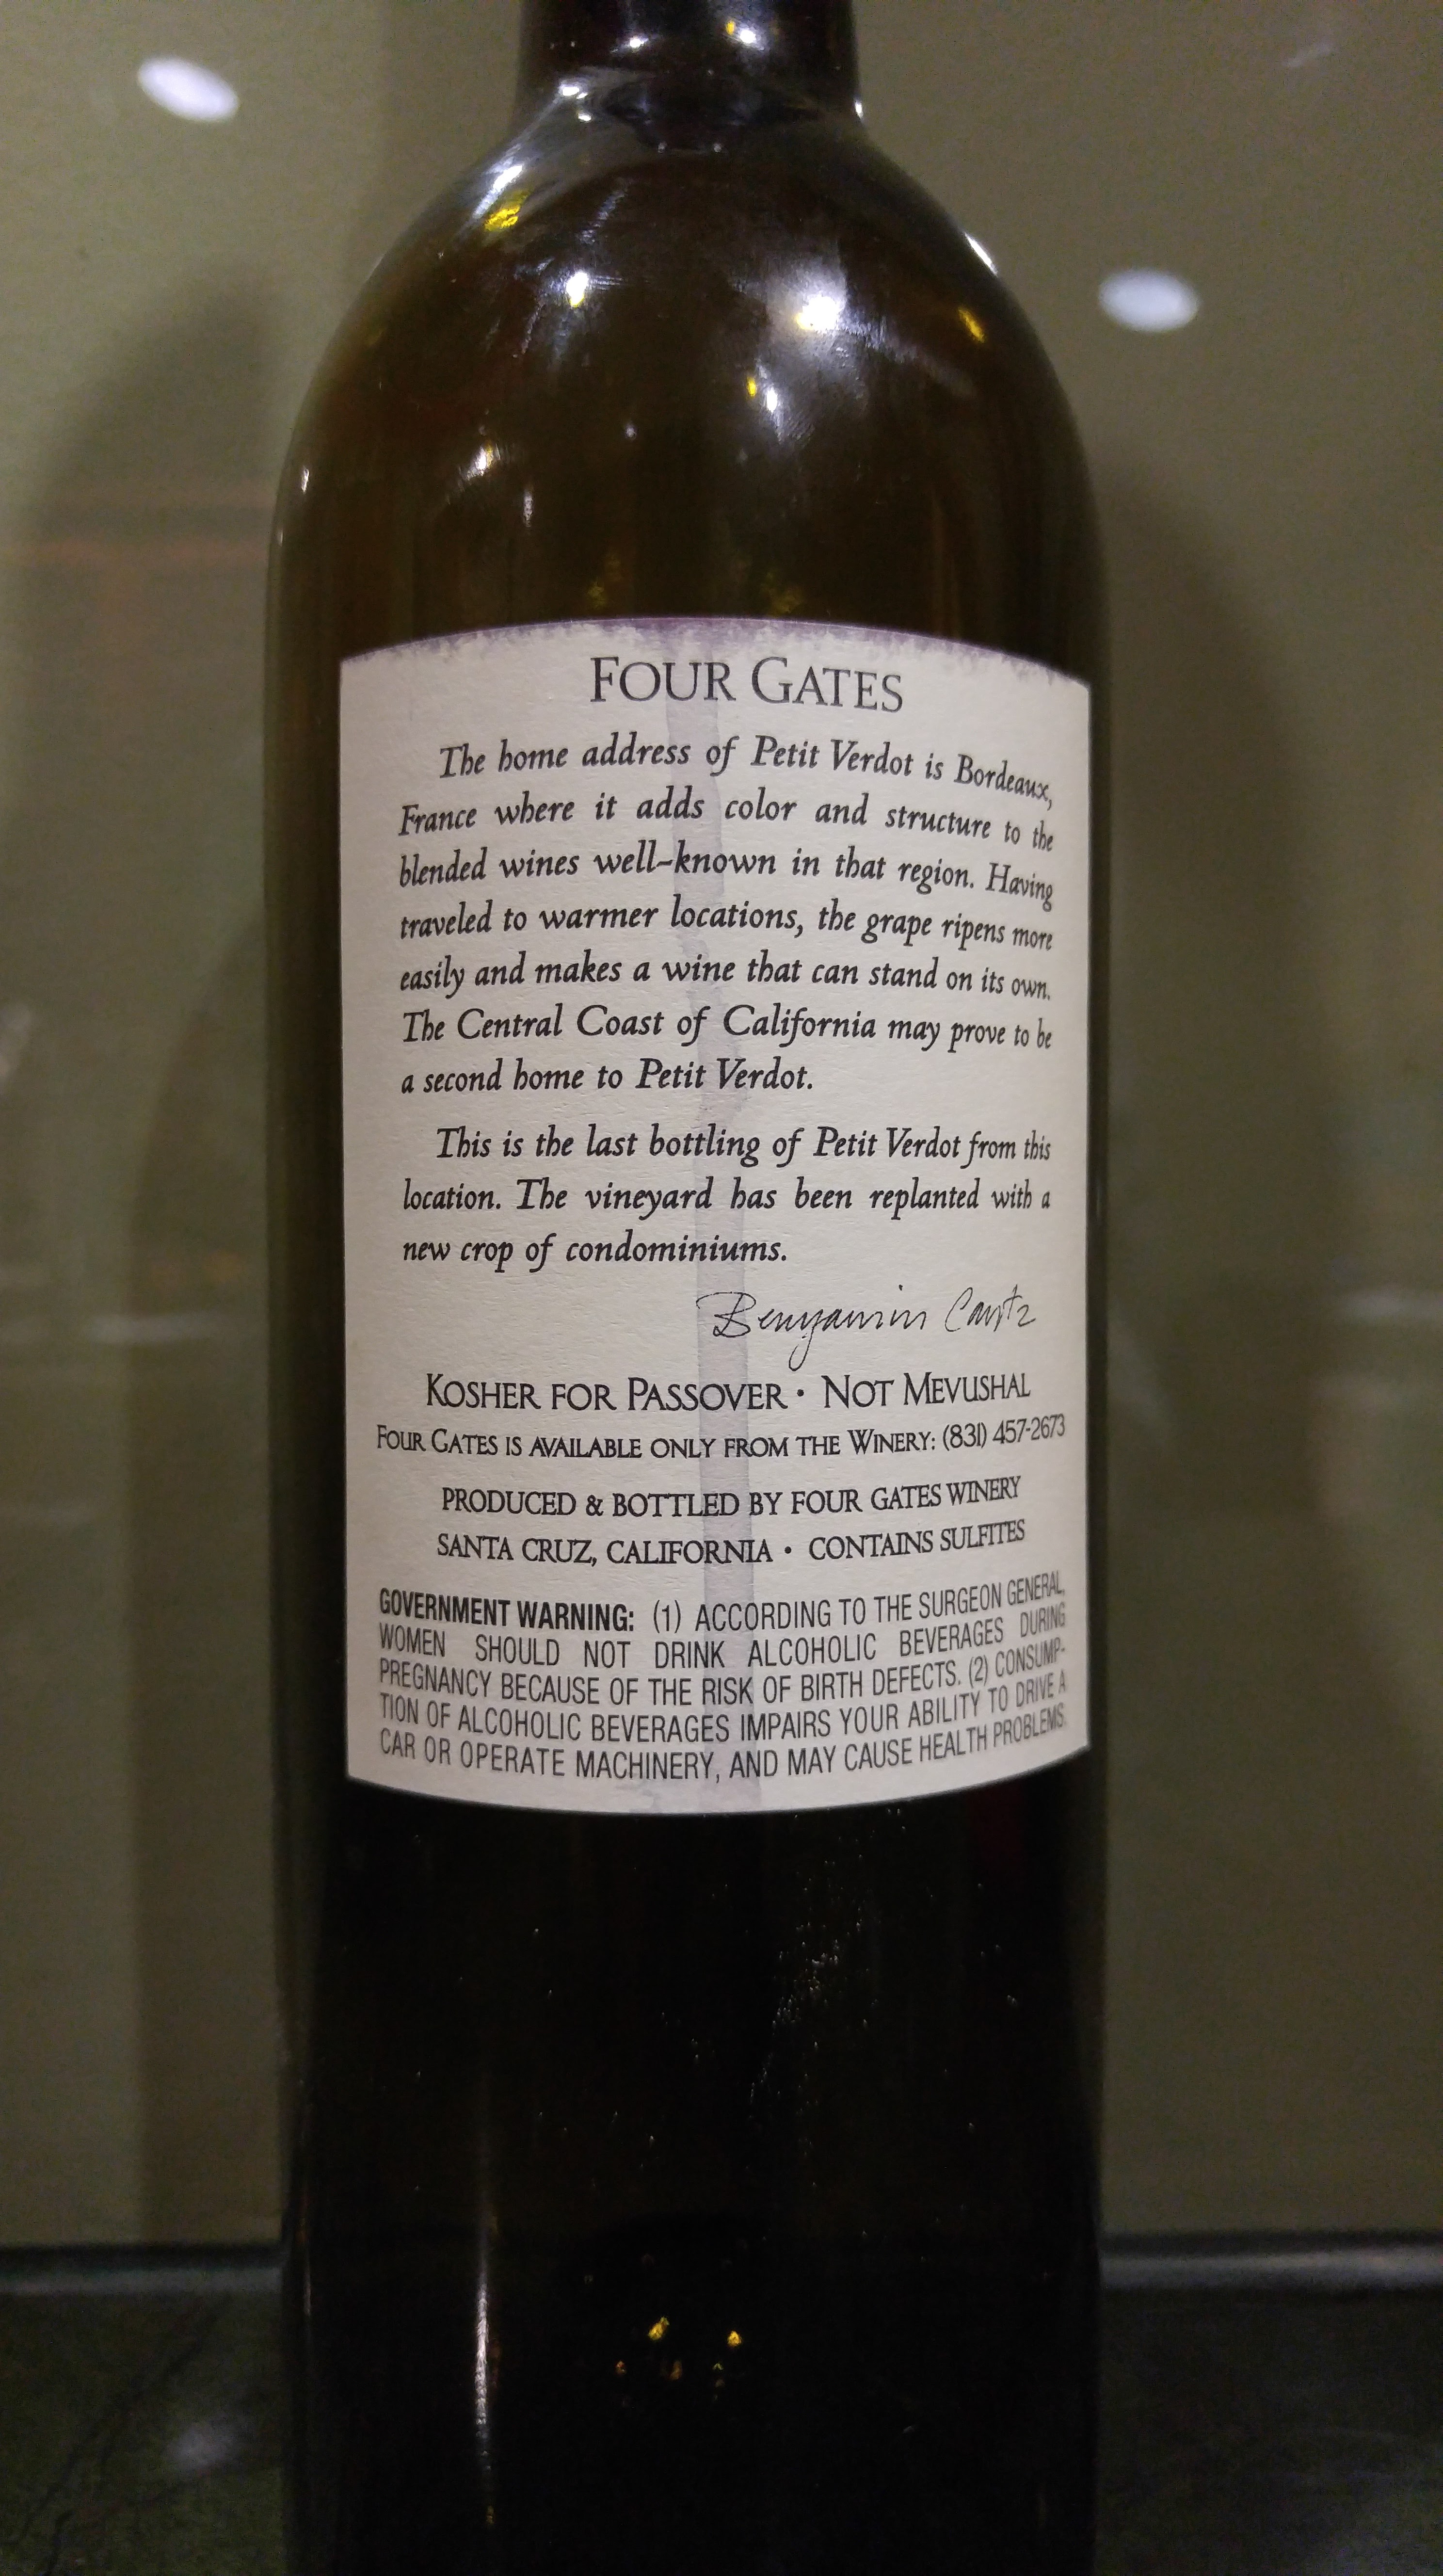 FOUR GATES
The home address of Petit Verdot is Bordeaux,
France where it adds color and structure to the
blended wines well-known in that region. Having
traveled to warmer locations, the grape ripens more
easily and makes a wine that can stand on its own.
The Central Coast of California may prove to be
a second home to Petit Verdot.
This is the last bottling of Petit Verdot from this
location. The vineyard has been replanted with a
new crop of condominiums.
Benyamin Cantz
KOSHER FOR PASSOVER · NOT MEVUSHAL
FOUR GATES IS AVAILABLE ONLY FROM THE WINERY: (831) 457-2673
PRODUCED & BOTTLED BY FOUR GATES WINERY
SANTA CRUZ, CALIFORNIA · CONTAINS SULFITES
GOVERNMENT WARNING: (1) ACCORDING TO THE SURGEON GENERAL,
WOMEN SHOULD NOT DRINK ALCOHOLIC BEVERAGES DURING
PREGNANCY BECAUSE OF THE RISK OF BIRTH DEFECTS. (2) CONSUMP-
TION OF ALCOHOLIC BEVERAGES IMPAIRS YOUR ABILITY TO DRIVE A
CAR OR OPERATE MACHINERY, AND MAY CAUSE HEALTH PROBLEMS.